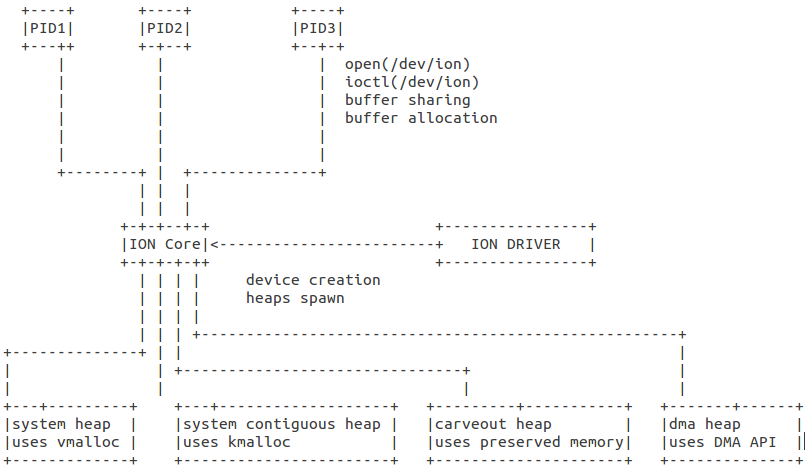 PID1 PID2 PID3
open(/dev/ion)
ioctl(/dev/ion)
buffer sharing
buffer allocation
ION Core ION DRIVER
device creation
heaps spawn
system heap system contiguous heap carveout heap dma heap
uses vmalloc uses kmalloc uses preserved memory uses DMA API